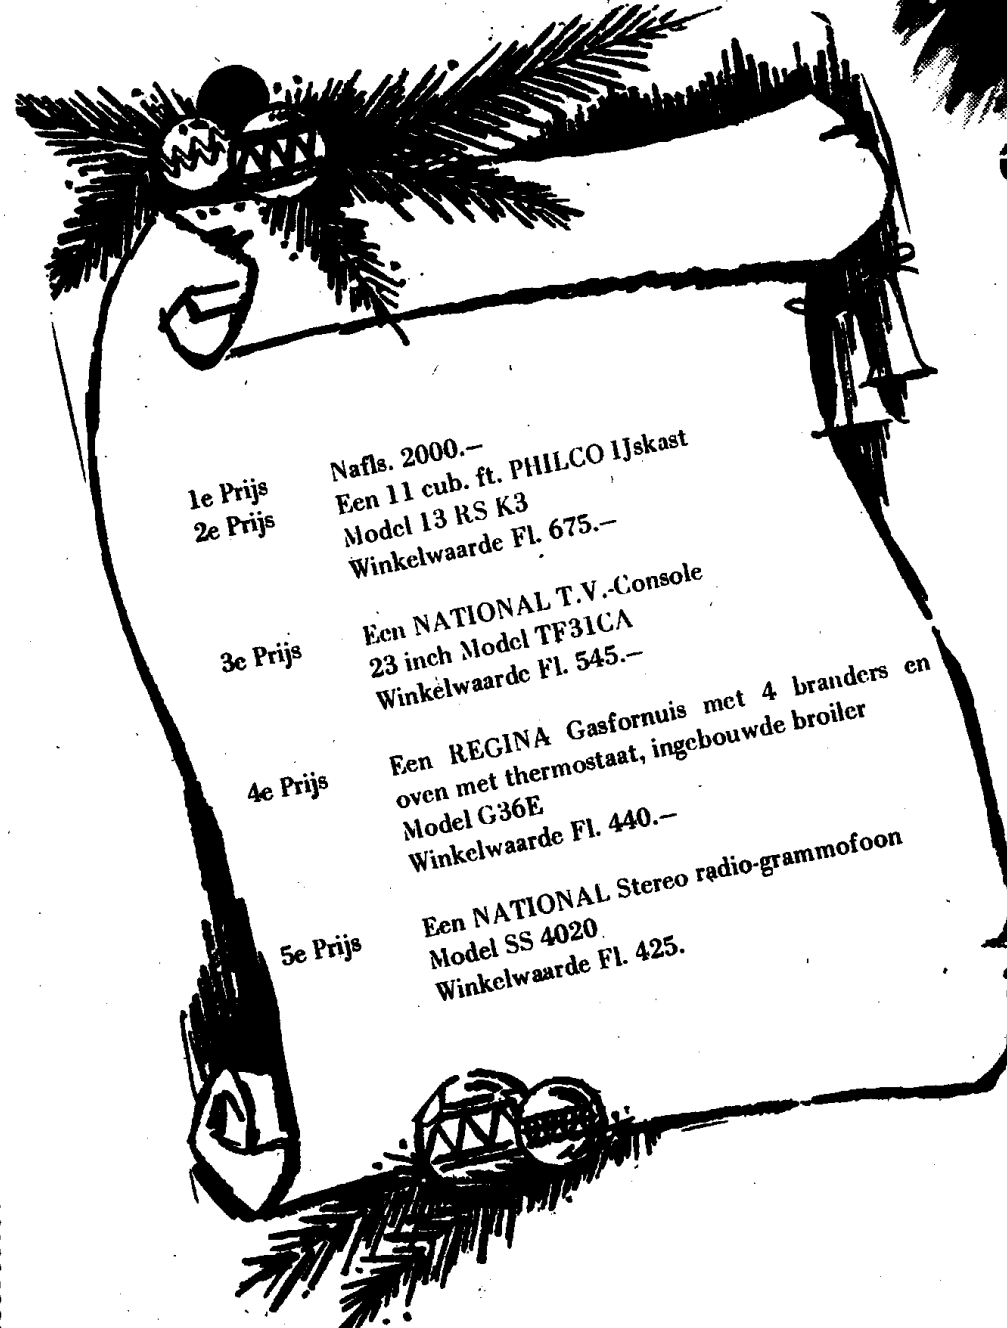 1e Prijs Nafls. 2000.—
2e Prijs Een 11 cub. ft. PHILCO IJskast
Model 13 RS K3
Winkelwaarde Fl. 675.—
3e Prijs Een NATIONAL T.V.-Console
23 inch Model TF31CA
Winkelwaarde Fl. 545.—
4e Prijs Een REGINA Gasfornuis met 4 branders en
oven met thermostaat, ingebouwde broiler
Model G36E
Winkelwaarde Fl. 440.—
5e Prijs Een NATIONAL Stereo radio-grammofoon
Model SS 4020
Winkelwaarde Fl. 425.